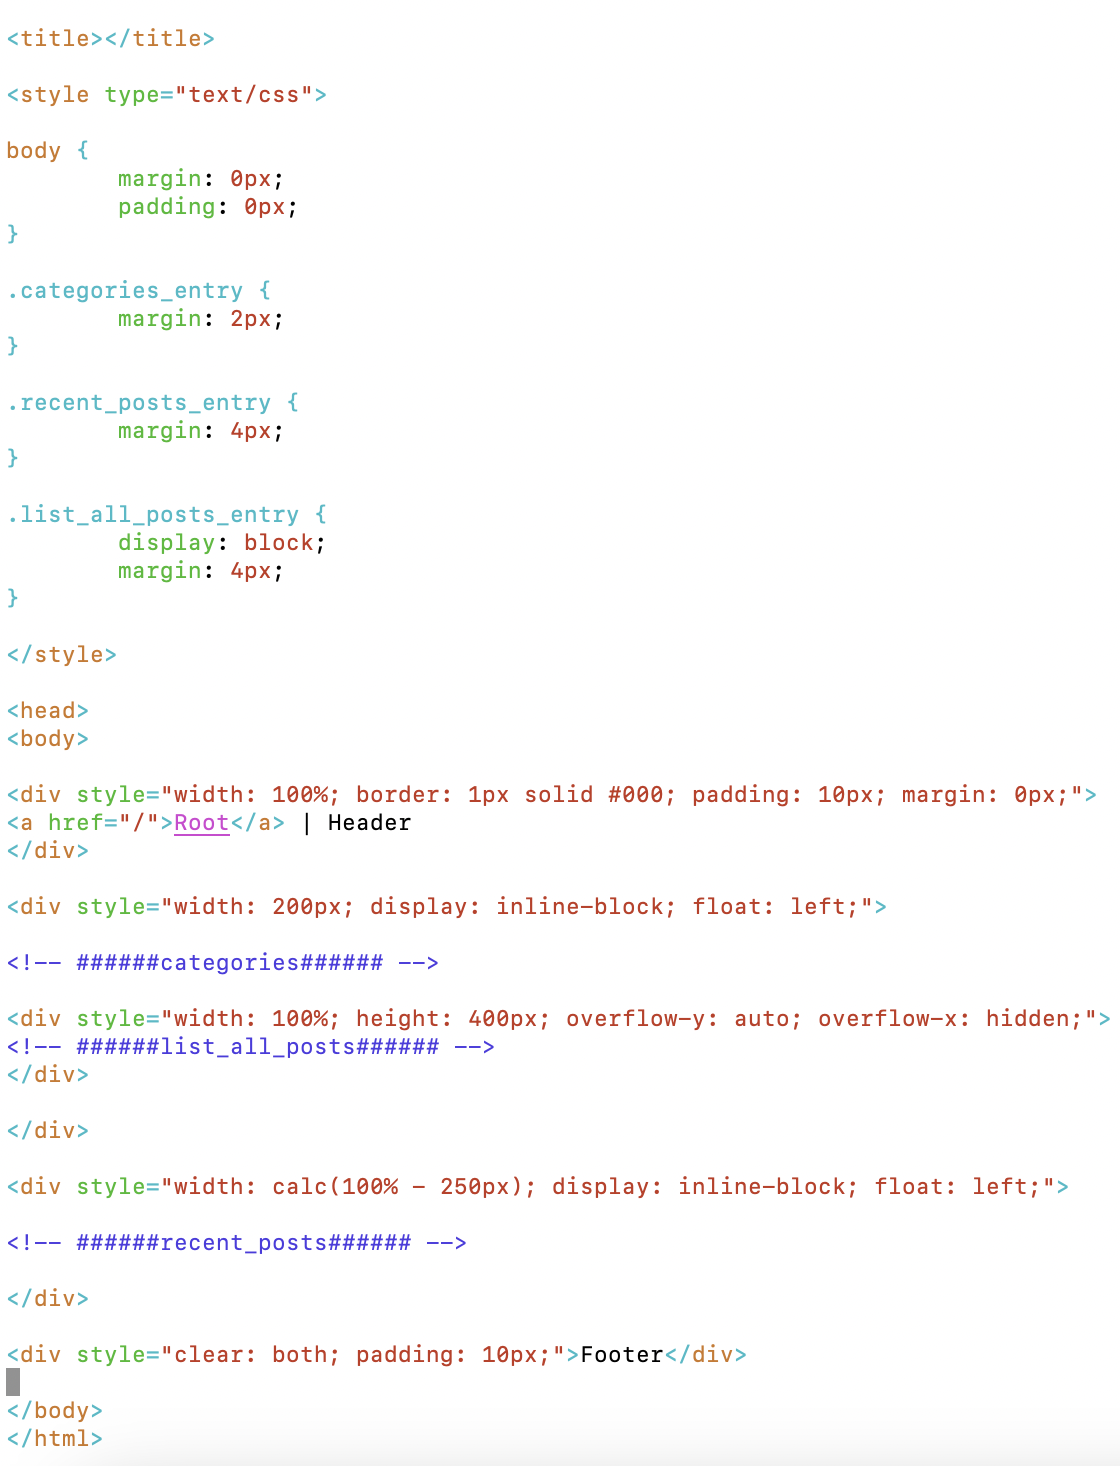 <title></title>
<style type="text/css">
body {
margin: 0px;
padding: 0px;
}
.categories_entry {
margin: 2px;
}
.recent_posts_entry {
margin: 4px;
}
.list_all_posts_entry {
display: block;
margin: 4px;
}
</style>
<head>
<body>
<div style="width: 100%; border: 1px solid #000; padding: 10px; margin: 0px;">
<a href="/">Root</a> | Header
</div>
<div style="width: 200px; display: inline-block; float: left;">
<!-- ######categories###### -->
<div style="width: 100%; height: 400px; overflow-y: auto; overflow-x: hidden;">
<!-- ######list_all_posts###### -->
</div>
</div>
<div style="width: calc(100% - 250px); display: inline-block; float: left;">
<!-- ######recent_posts###### -->
</div>
<div style="clear: both; padding: 10px;">Footer</div>
</body>
</html>